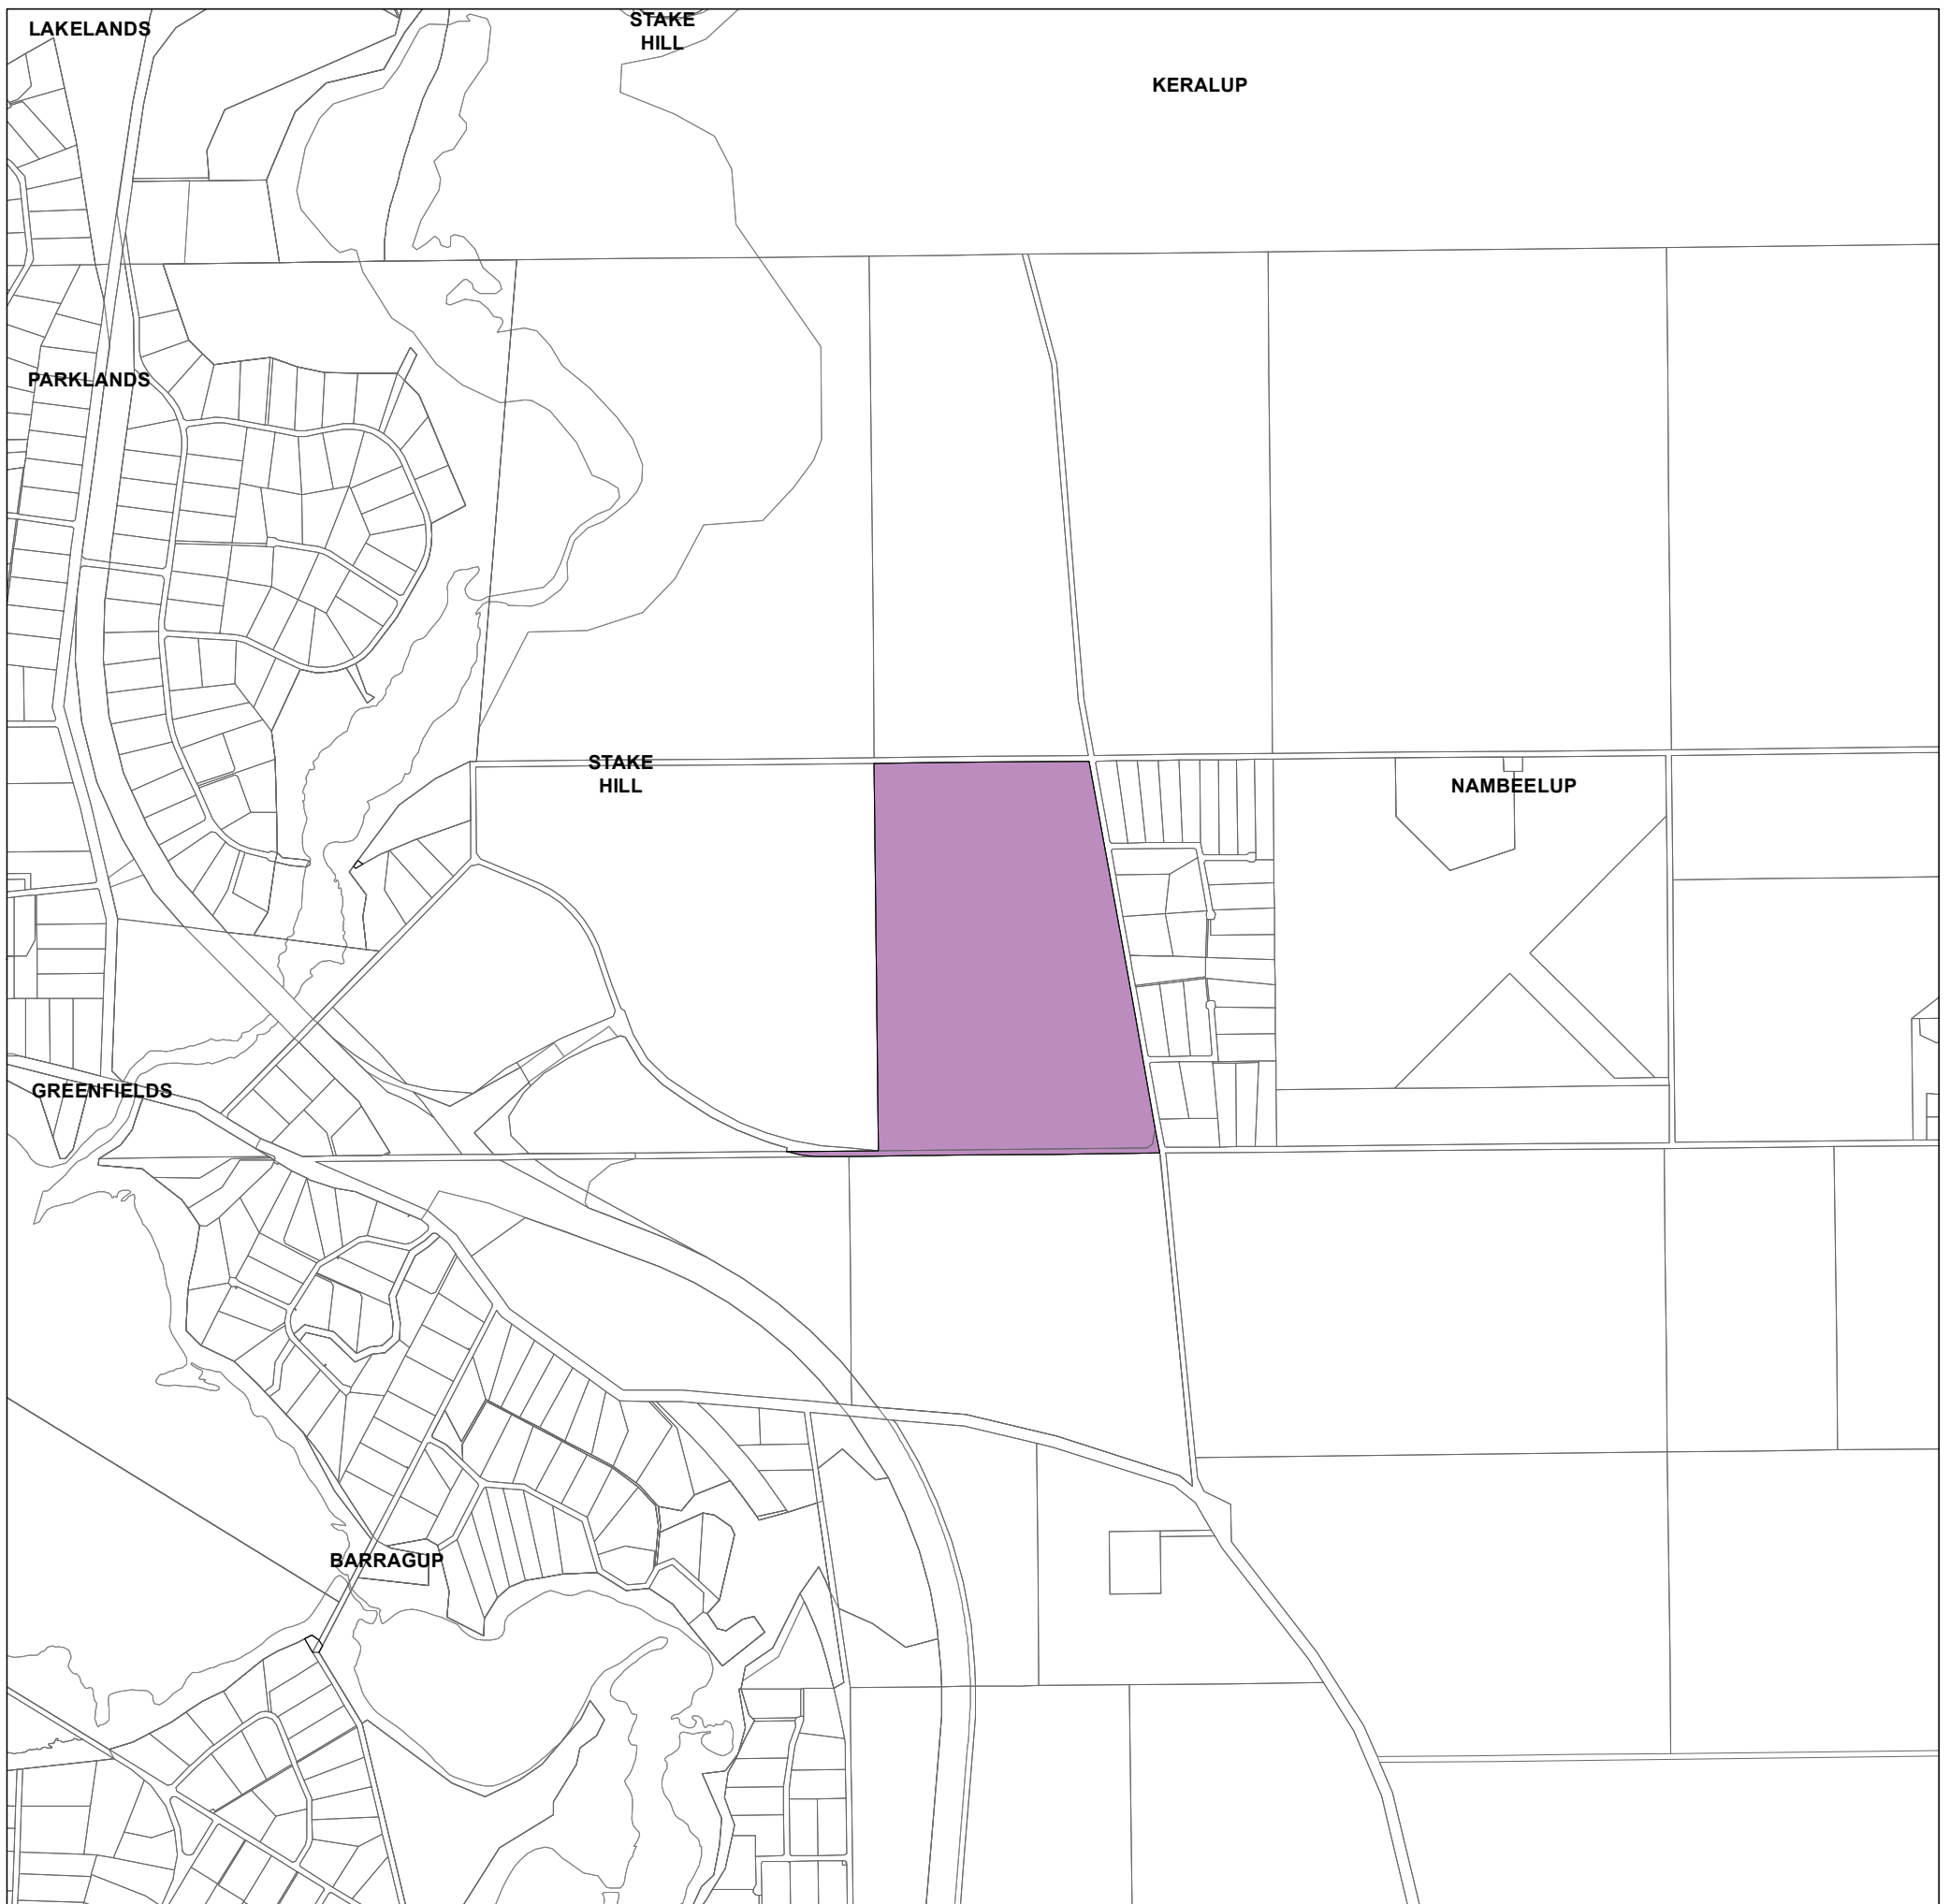 LAKELANDS
STAKE
HILL
KERALUP
PARKLANDS
STAKE
HILL
NAMBEELUP
GREENFIELDS
BARRAGUP